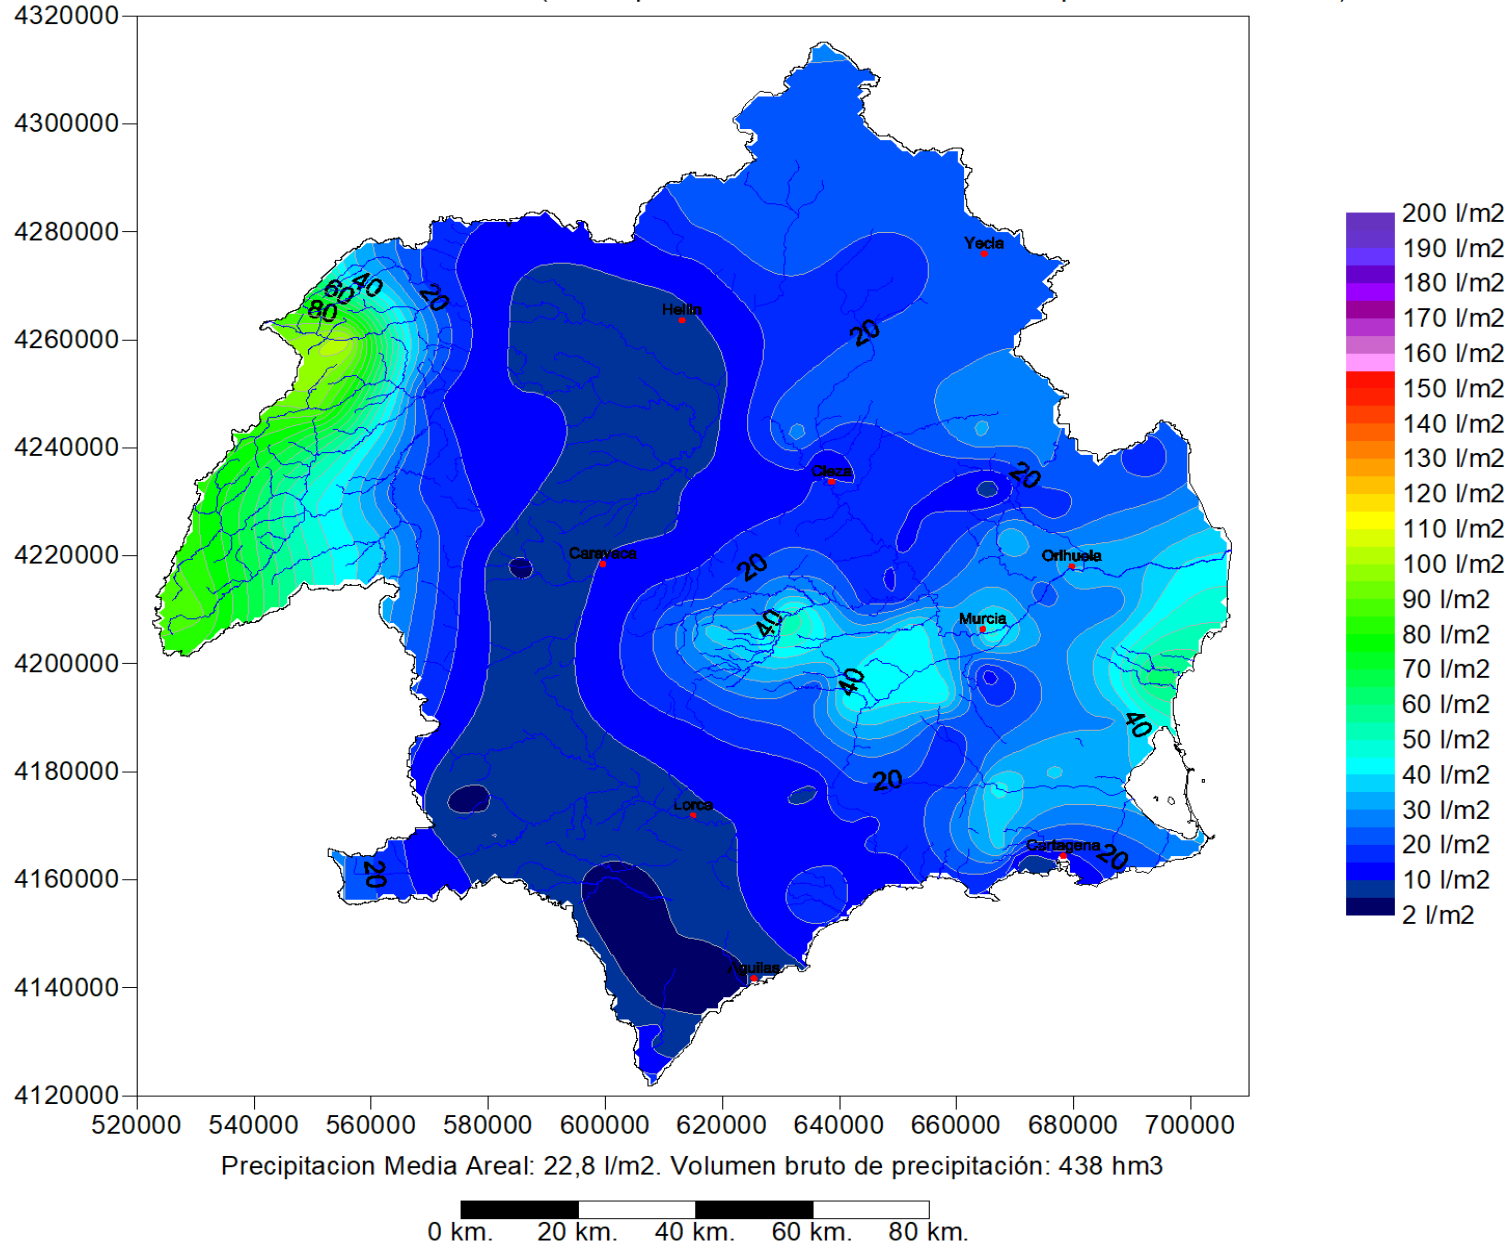 4320000
4300000
4280000
4260000
4240000
4220000
4200000
4180000
4160000
4140000
4120000
520000 540000 560000 580000 600000 620000 640000 660000 680000 700000
Yecla
Hellin
Cieza
Caravaca
Orihuela
Murcia
Lorca
Cartagena
Aguilas
40
60
80
20
20
20
20
40
40
40
20
20
20
200 l/m2
190 l/m2
180 l/m2
170 l/m2
160 l/m2
150 l/m2
140 l/m2
130 l/m2
120 l/m2
110 l/m2
100 l/m2
90 l/m2
80 l/m2
70 l/m2
60 l/m2
50 l/m2
40 l/m2
30 l/m2
20 l/m2
10 l/m2
2 l/m2
Precipitacion Media Areal: 22,8 l/m2. Volumen bruto de precipitación: 438 hm3
0 km. 20 km. 40 km. 60 km. 80 km.